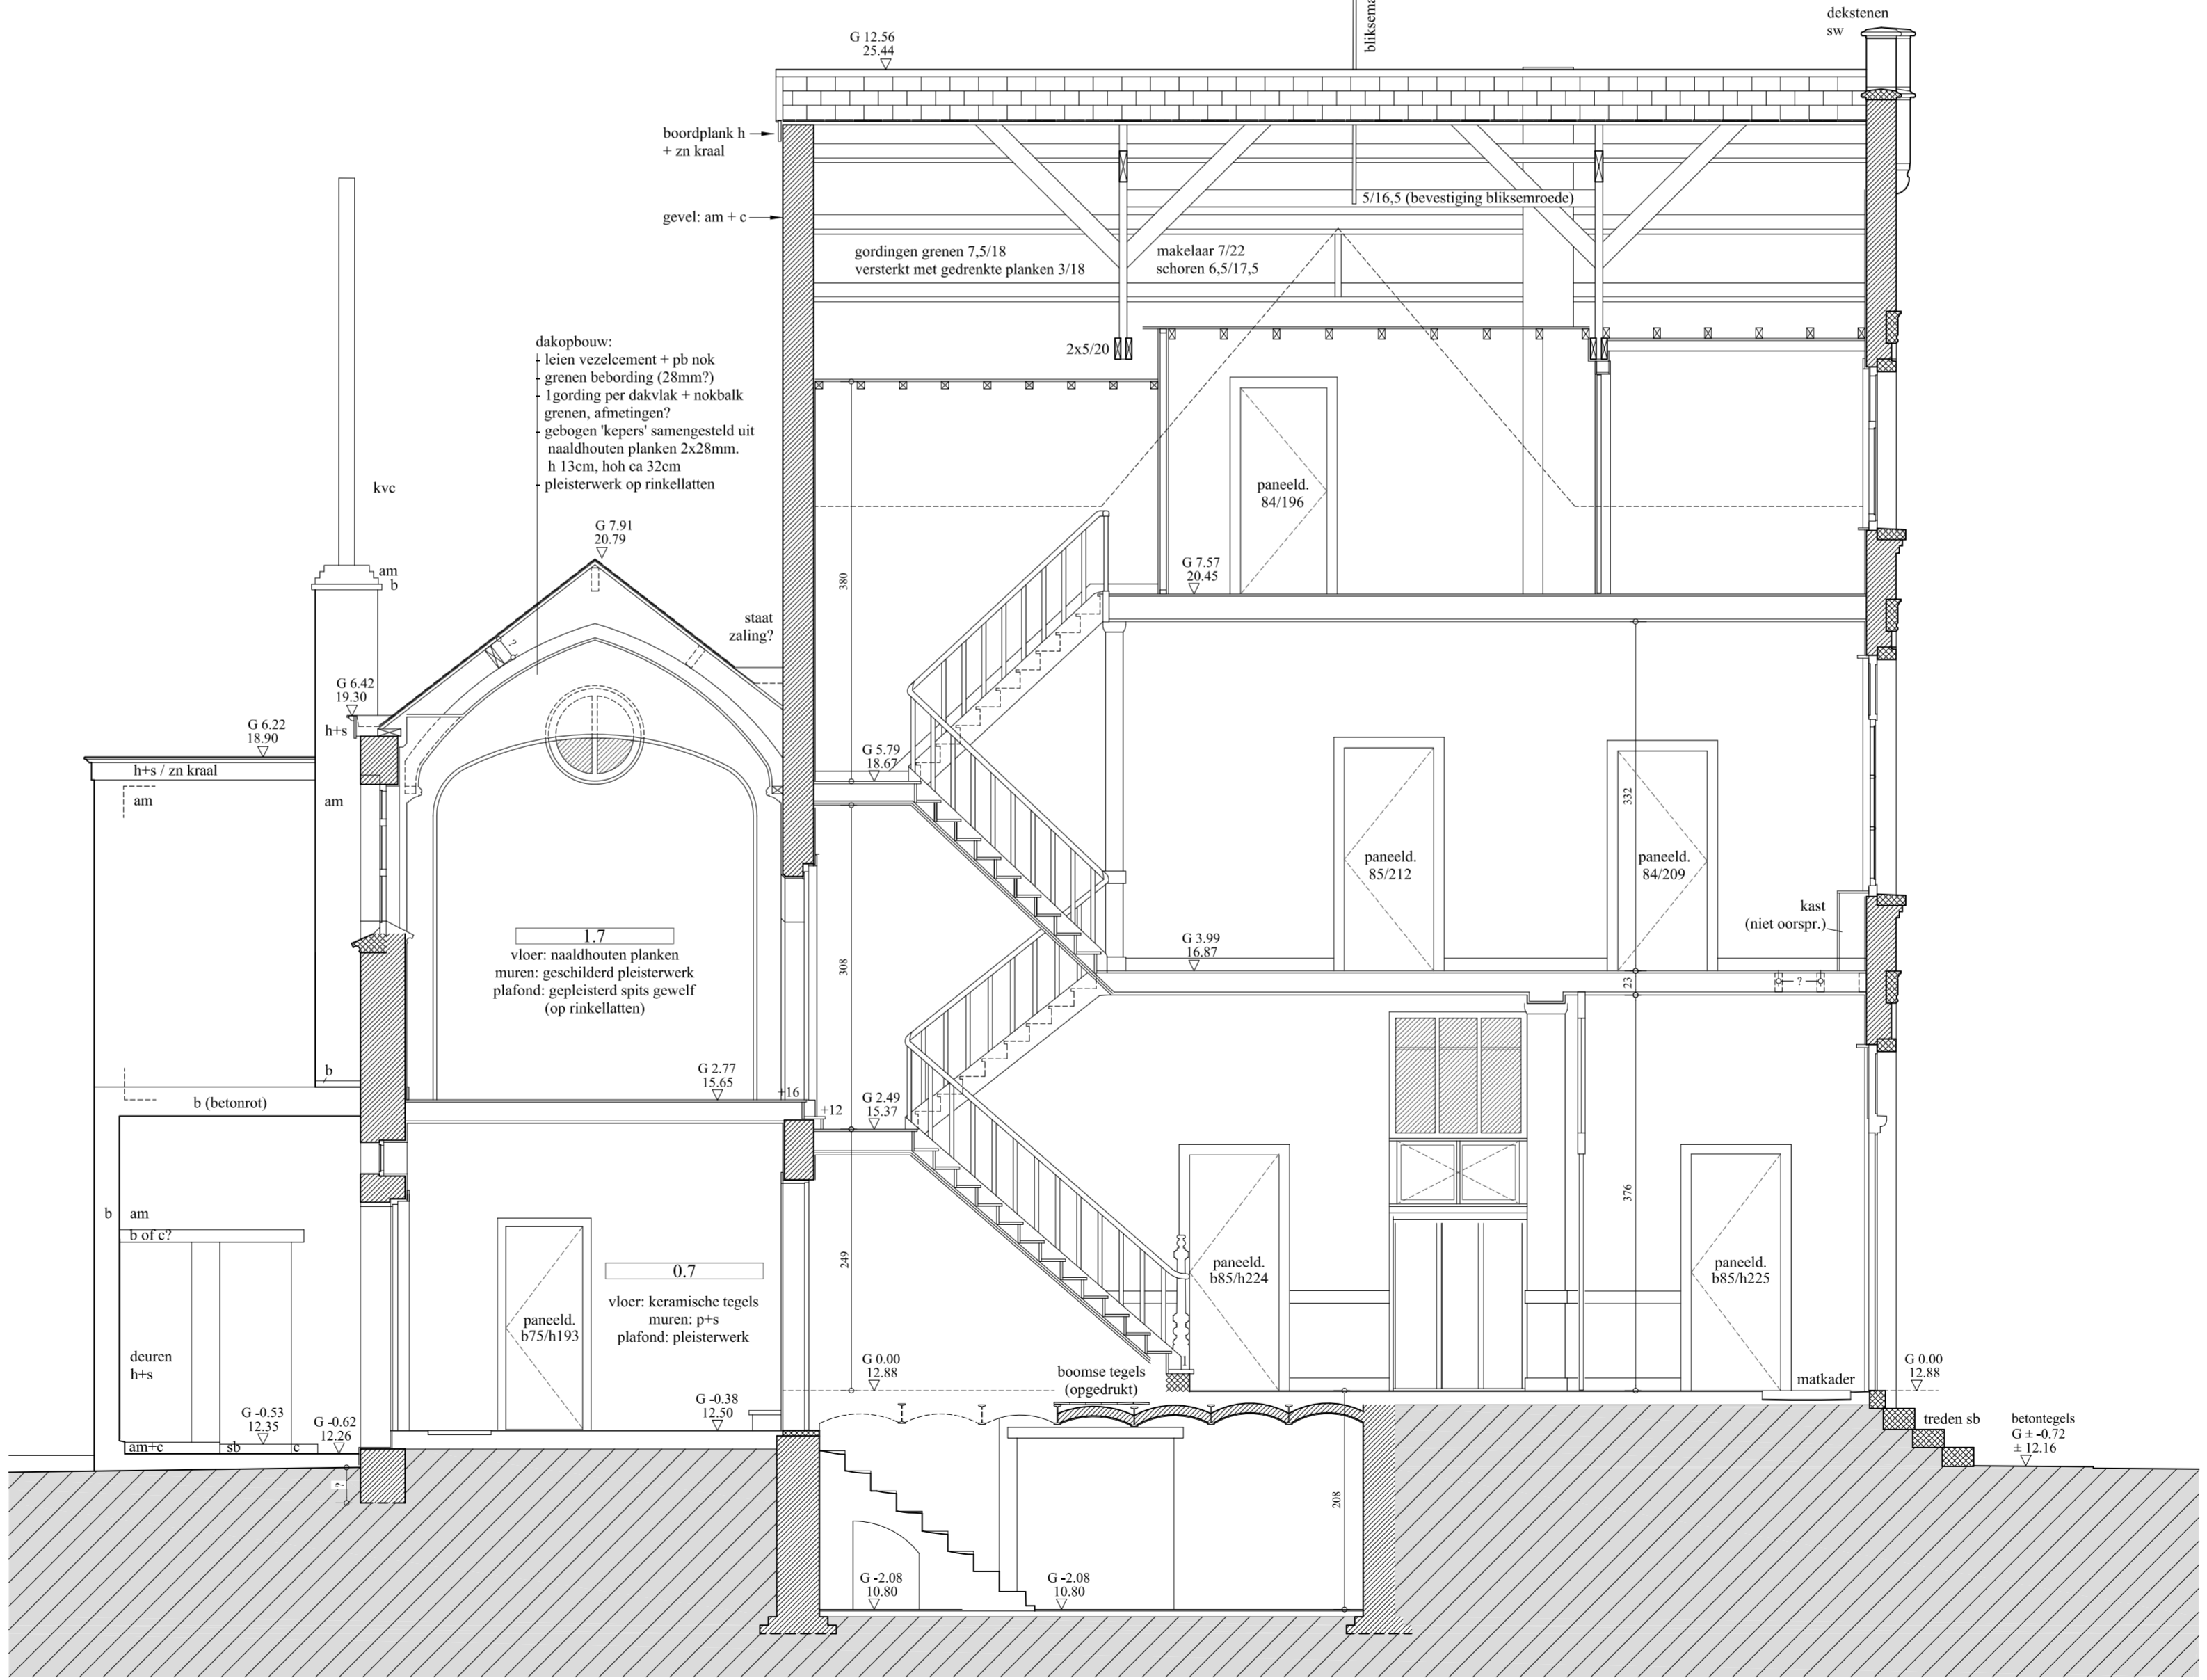 dekstenen
sw
bliksema
G 12.56
25.44
boordplank h
+ zn kraal
gevel: am + c
5/16,5 (bevestiging bliksemroede)
gordingen grenen 7,5/18
versterkt met gedrenkte planken 3/18
makelaar 7/22
schoren 6,5/17,5
2x5/20
dakopbouw:
- leien vezelcement + pb nok
- grenen bebording (28mm?)
- 1gording per dakvlak + nokbalk
grenen, afmetingen?
- gebogen 'kepers' samengesteld uit
naaldhouten planken 2x28mm.
h 13cm, hoh ca 32cm
- pleisterwerk op rinkellatten
kvc
paneeld.
84/196
G 7.91
20.79
am
b
380
G 7.57
20.45
staat
zaling?
?
G 6.42
19.30
h+s
G 6.22
18.90
h+s / zn kraal
am
am
G 5.79
18.67
332
paneeld.
85/212
paneeld.
84/209
kast
(niet oorspr.)
1.7
vloer: naaldhouten planken
muren: geschilderd pleisterwerk
plafond: gepleisterd spits gewelf
(op rinkellatten)
308
G 3.99
16.87
23
?
b
b (betonrot)
G 2.77
15.65
+16
+12
G 2.49
15.37
b
am
b of c?
376
249
0.7
vloer: keramische tegels
muren: p+s
plafond: pleisterwerk
paneeld.
b75/h193
paneeld.
b85/h224
paneeld.
b85/h225
deuren
h+s
1
G 0.00
12.88
boomse tegels
(opgedrukt)
matkader
G 0.00
12.88
G -0.53
12.35
G -0.62
12.26
G -0.38
12.50
am+c
sb
c
treden sb
betontegels
G ± -0.72
± 12.16
?
208
G -2.08
10.80
G -2.08
10.80